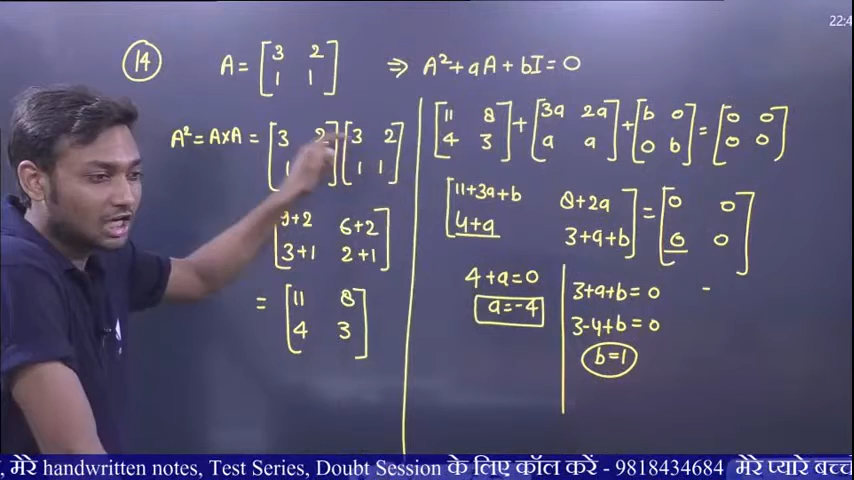 22:4
14 A = [3 2 1 1] ⇒ A²+aA+bI=0
A² = A×A = [3 2 1 ] [3 2 1 1]
[9+2 6+2 3+1 2+1]
= [11 8 4 3]
[11 8 4 3] + [3a 2a a a] + [b 0 0 b] = [0 0 0 0]
[11+3a+b 8+2a 4+a 3+a+b] = [0 0 0 0]
4+a=0
a=-4
3+a+b=0 -
3-4+b=0
b=1
, मेरे handwritten notes, Test Series, Doubt Session के लिए कॉल करें - 9818434684 मेरे प्यारे बच्च